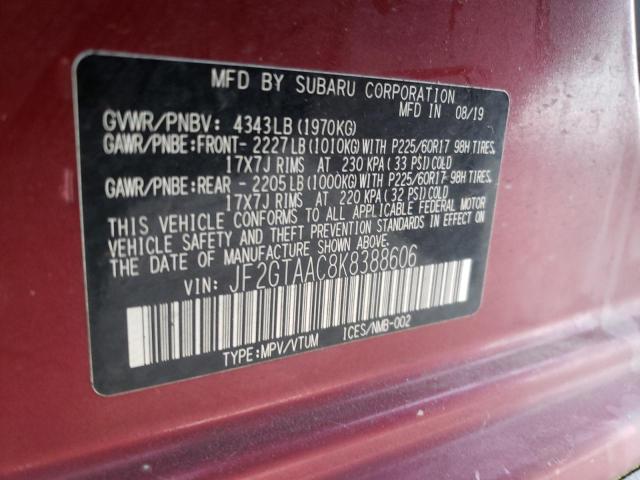 MFD BY SUBARU CORPORATION
MFD IN 08/19
GVWR/PNBV: 4343LB (1970KG)
GAWR/PNBE:FRONT- 2227 LB (1010KG) WITH P225/60R17 98H TIRES,
17X7J RIMS AT 230 KPA (33 PSI) COLD
GAWR/PNBE:REAR - 2205 LB (1000KG) WITH P225/60R17 98H TIRES,
17X7J RIMS AT 220 KPA (32 PSI) COLD
THIS VEHICLE CONFORMS TO ALL APPLICABLE FEDERAL MOTOR
VEHICLE SAFETY AND THEFT PREVENTION STANDARDS IN EFFECT ON
THE DATE OF MANUFACTURE SHOWN ABOVE.
VIN: JF2GTAAC8K8388606
TYPE:MPV/VTUM ICES/NMB-002